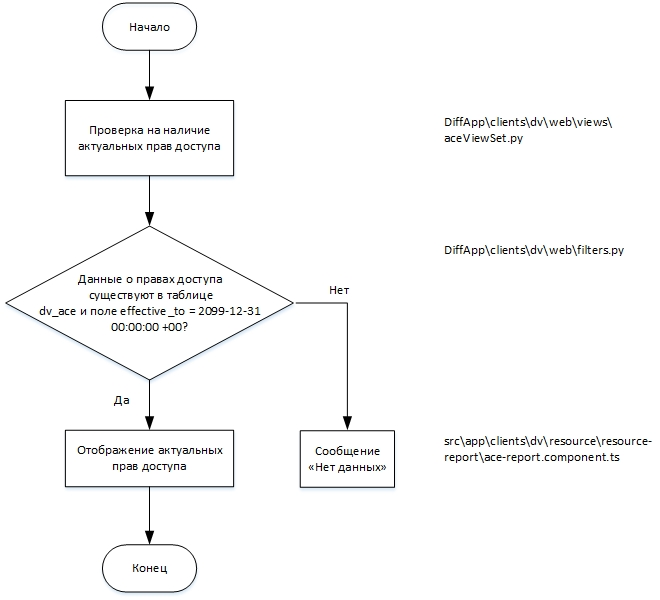 Начало
Проверка на наличие
актуальных прав доступа
DiffApp\clients\dv\web\views\
aceViewSet.py
DiffApp\clients\dv\web\filters.py
Данные о правах доступа
существуют в таблице
dv_ace и поле effective_to = 2099-12-31
00:00:00 +00?
Нет
Да
Отображение актуальных
прав доступа
Сообщение
«Нет данных»
src\app\clients\dv\resource\resource-
report\ace-report.component.ts
Конец